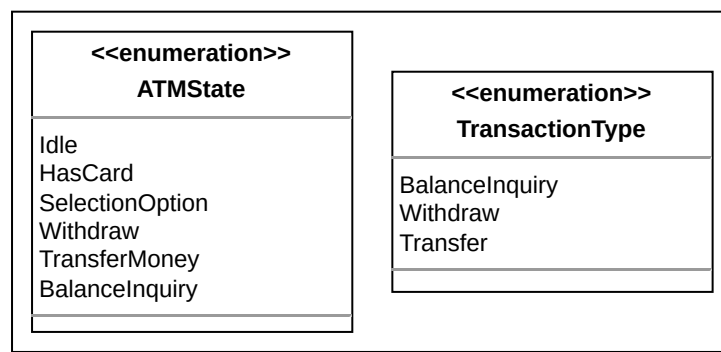 <<enumeration>>
ATMState
Idle
HasCard
SelectionOption
Withdraw
TransferMoney
BalanceInquiry
<<enumeration>>
TransactionType
BalanceInquiry
Withdraw
Transfer